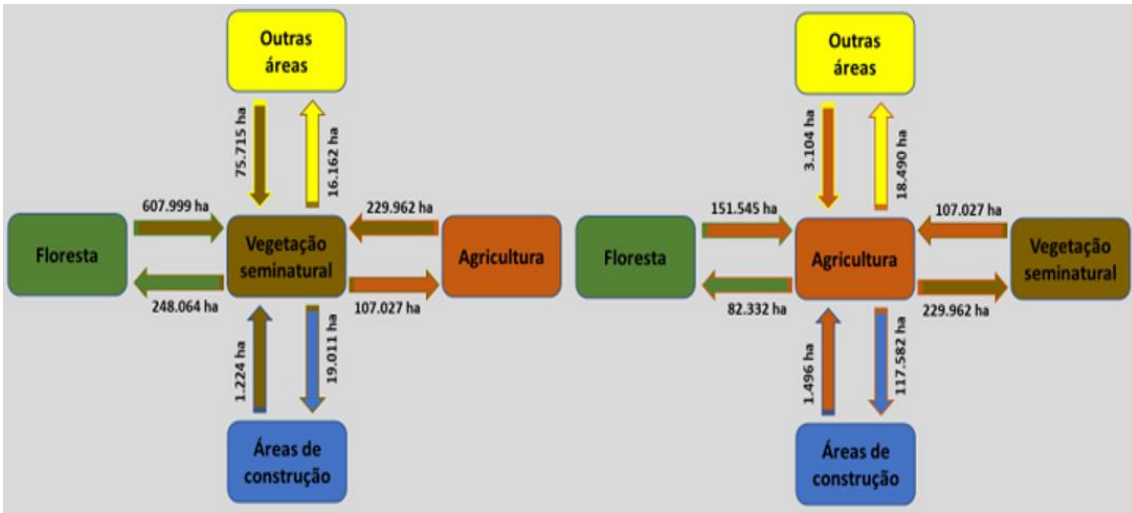 Outras
áreas
75.715 ha
16.162 ha
607.999 ha
229.962 ha
Floresta
Vegetação
seminatural
Agricultura
248.064 ha
107.027 ha
1.224 ha
19.011 ha
Áreas de
construção
Outras
áreas
3.104 ha
18.490 ha
151.545 ha
107.027 ha
Floresta
Agricultura
Vegetação
seminatural
82.332 ha
229.962 ha
1.496 ha
117.582 ha
Áreas de
construção